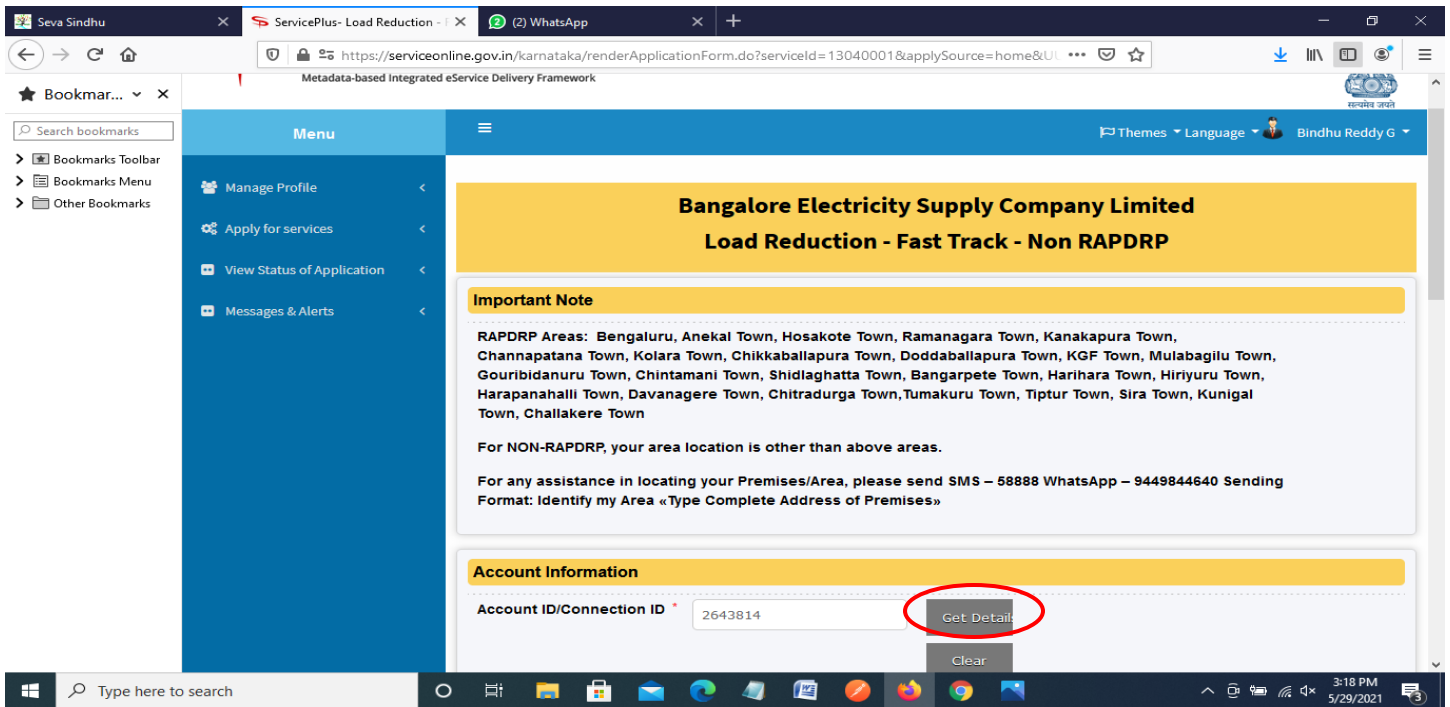 Seva Sindhu
ServicePlus- Load Reduction - F
(2) WhatsApp
https://serviceonline.gov.in/karnataka/renderApplicationForm.do?serviceId=13040001&applySource=home&UL
Bookmar...
Metadata-based Integrated eService Delivery Framework
सत्यमेव जयते
Search bookmarks
Bookmarks Toolbar
Bookmarks Menu
Other Bookmarks
Menu
Themes Language Bindhu Reddy G
Manage Profile
Apply for services
View Status of Application
Messages & Alerts
Bangalore Electricity Supply Company Limited
Load Reduction - Fast Track - Non RAPDRP
Important Note
RAPDRP Areas: Bengaluru, Anekal Town, Hosakote Town, Ramanagara Town, Kanakapura Town,
Channapatana Town, Kolara Town, Chikkaballapura Town, Doddaballapura Town, KGF Town, Mulabagilu Town,
Gouribidanuru Town, Chintamani Town, Shidlaghatta Town, Bangarpete Town, Harihara Town, Hiriyuru Town,
Harapanahalli Town, Davanagere Town, Chitradurga Town,Tumakuru Town, Tiptur Town, Sira Town, Kunigal
Town, Challakere Town
For NON-RAPDRP, your area location is other than above areas.
For any assistance in locating your Premises/Area, please send SMS – 58888 WhatsApp – 9449844640 Sending
Format: Identify my Area «Type Complete Address of Premises»
Account Information
Account ID/Connection ID * 2643814 Get Details
Clear
Type here to search
3:18 PM
5/29/2021
3